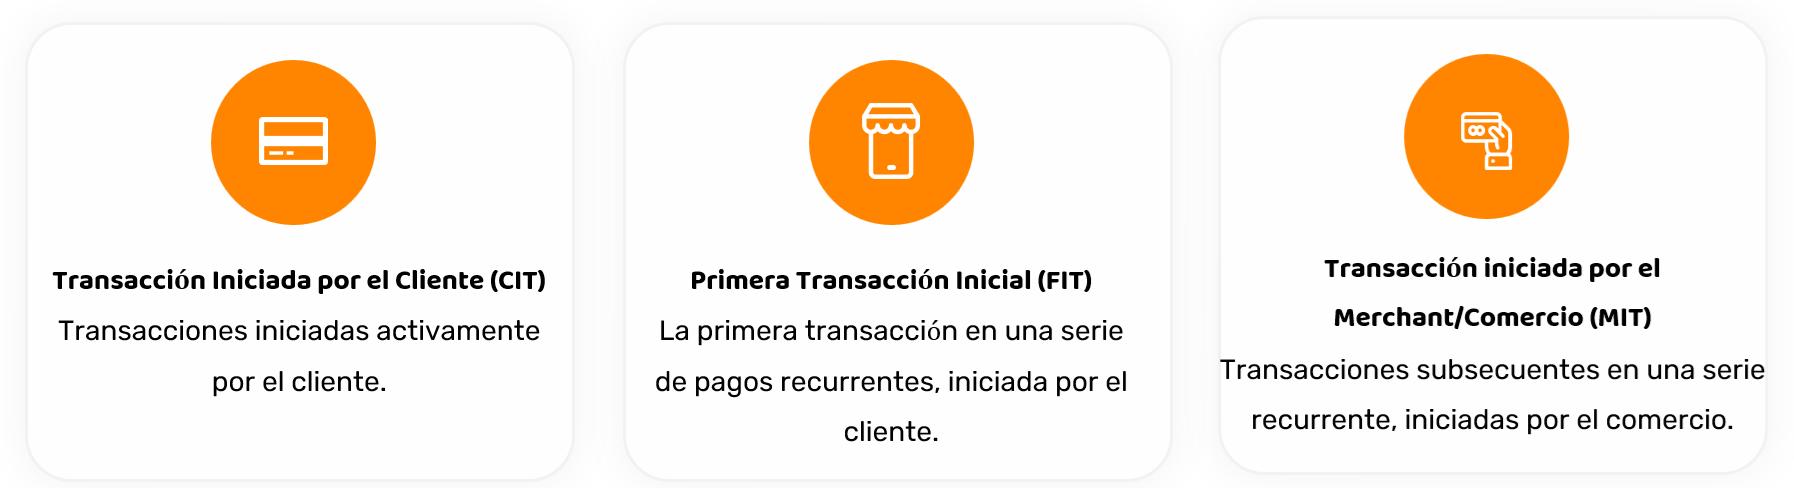 Transacción Iniciada por el Cliente (CIT)
Transacciones iniciadas activamente
por el cliente.
Primera Transacción Inicial (FIT)
La primera transacción en una serie
de pagos recurrentes, iniciada por el
cliente.
Transacción iniciada por el
Merchant/Comercio (MIT)
Transacciones subsecuentes en una serie
recurrente, iniciadas por el comercio.